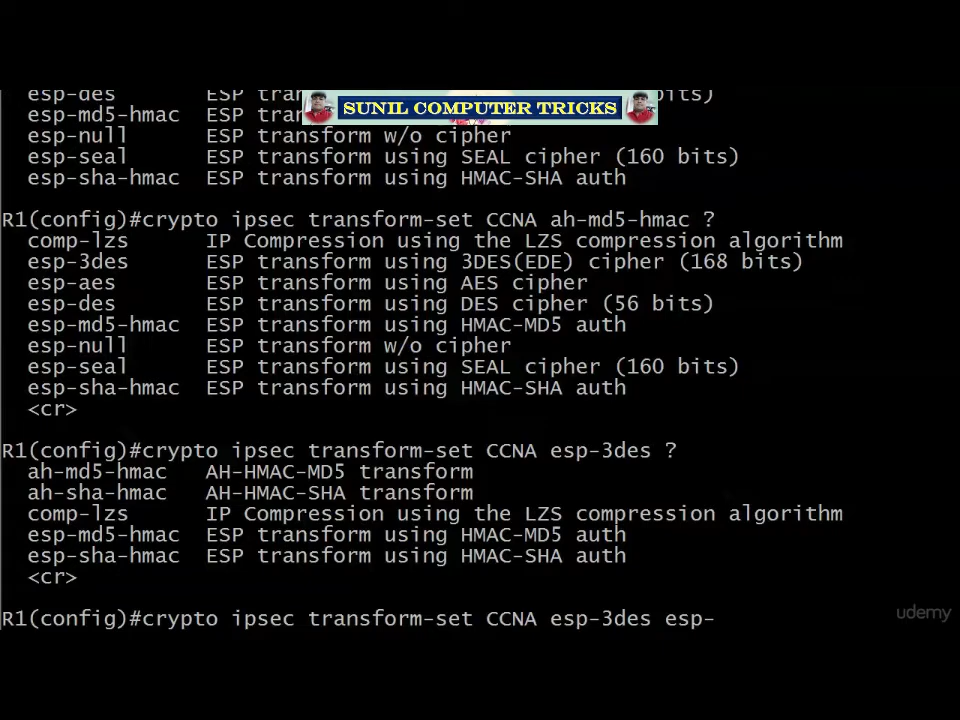 SUNIL COMPUTER TRICKS
esp-des ESP bits)
esp-md5-hmac ESP
esp-null ESP transform w/o cipher
esp-seal ESP transform using SEAL cipher (160 bits)
esp-sha-hmac ESP transform using HMAC-SHA auth
R1(config)#crypto ipsec transform-set CCNA ah-md5-hmac ?
comp-lzs IP Compression using the LZS compression algorithm
esp-3des ESP transform using 3DES(EDE) cipher (168 bits)
esp-aes ESP transform using AES cipher
esp-des ESP transform using DES cipher (56 bits)
esp-md5-hmac ESP transform using HMAC-MD5 auth
esp-null ESP transform w/o cipher
esp-seal ESP transform using SEAL cipher (160 bits)
esp-sha-hmac ESP transform using HMAC-SHA auth
<cr>
R1(config)#crypto ipsec transform-set CCNA esp-3des ?
ah-md5-hmac AH-HMAC-MD5 transform
ah-sha-hmac AH-HMAC-SHA transform
comp-lzs IP Compression using the LZS compression algorithm
esp-md5-hmac ESP transform using HMAC-MD5 auth
esp-sha-hmac ESP transform using HMAC-SHA auth
<cr>
R1(config)#crypto ipsec transform-set CCNA esp-3des esp-
udemy